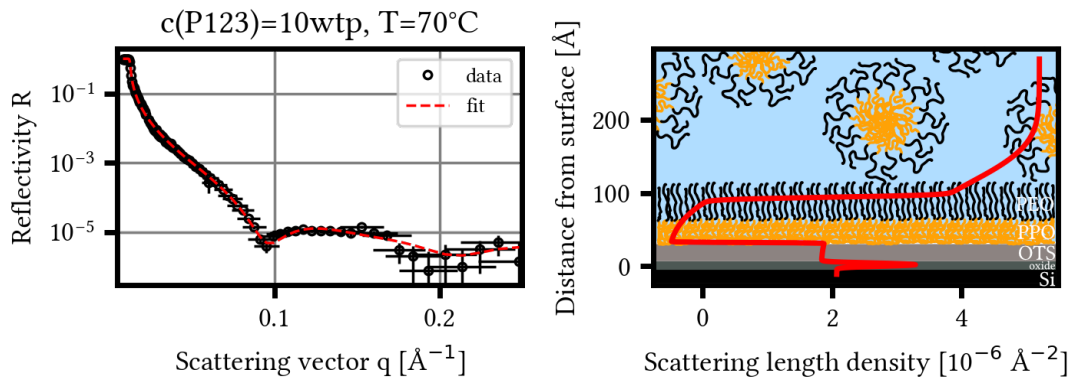 c(P123)=10wtp, T=70°C
Reflectivity R
10⁻¹
10⁻³
10⁻⁵
data
fit
0.1
0.2
Scattering vector q [Å⁻¹]
Distance from surface [Å]
200
100
0
PEO
PPO
OTS
oxide
Si
0
2
4
Scattering length density [10⁻⁶ Å⁻²]